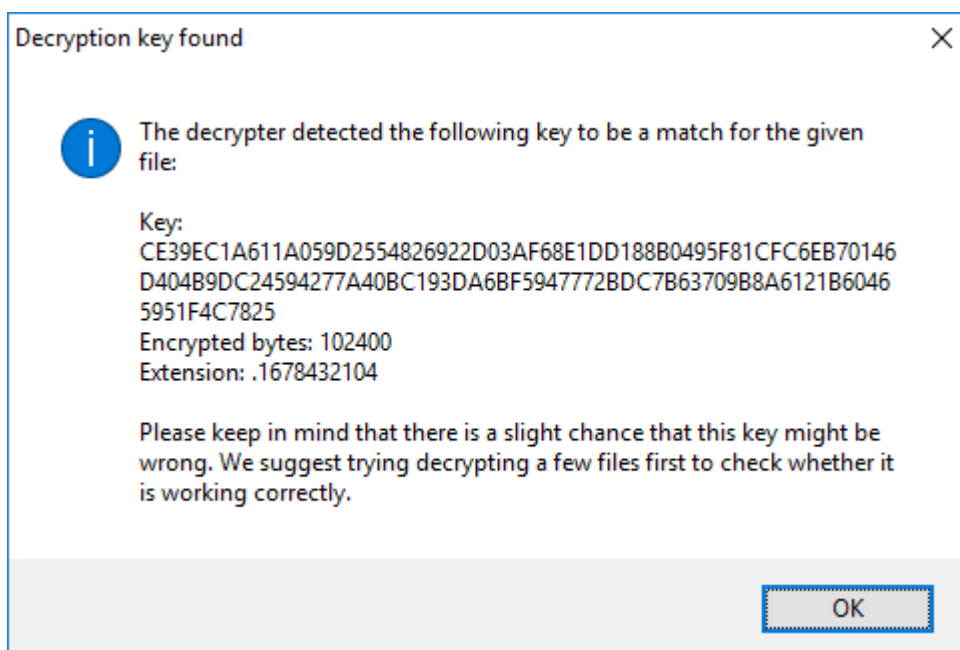 Decryption key found
The decrypter detected the following key to be a match for the given
file:
Key:
CE39EC1A611A059D2554826922D03AF68E1DD188B0495F81CFC6EB70146
D404B9DC24594277A40BC193DA6BF5947772BDC7B63709B8A6121B6046
5951F4C7825
Encrypted bytes: 102400
Extension: .1678432104
Please keep in mind that there is a slight chance that this key might be
wrong. We suggest trying decrypting a few files first to check whether it
is working correctly.
OK